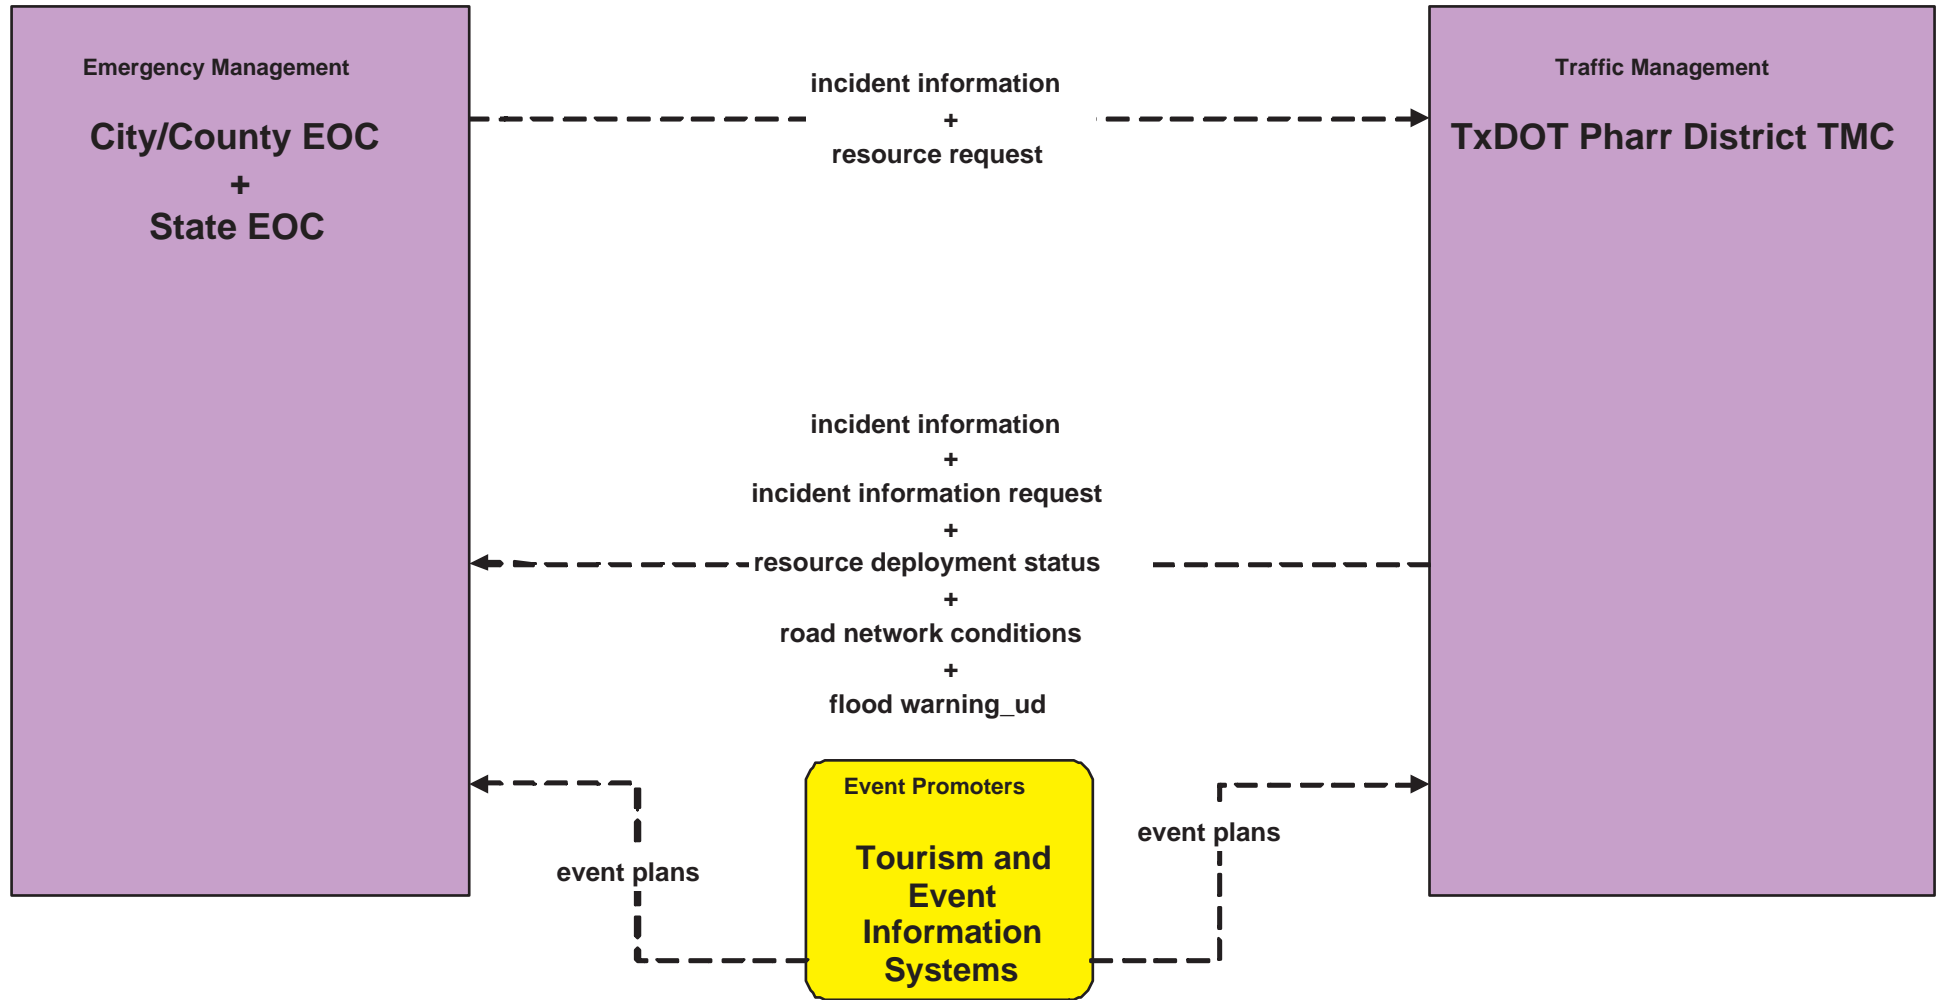 Emergency Management
City/County EOC
+
State EOC
incident information
+
resource request
Traffic Management
TxDOT Pharr District TMC
incident information
+
incident information request
+
resource deployment status
+
road network conditions
+
flood warning_ud
event plans
Event Promoters
Tourism and
Event
Information
Systems
event plans